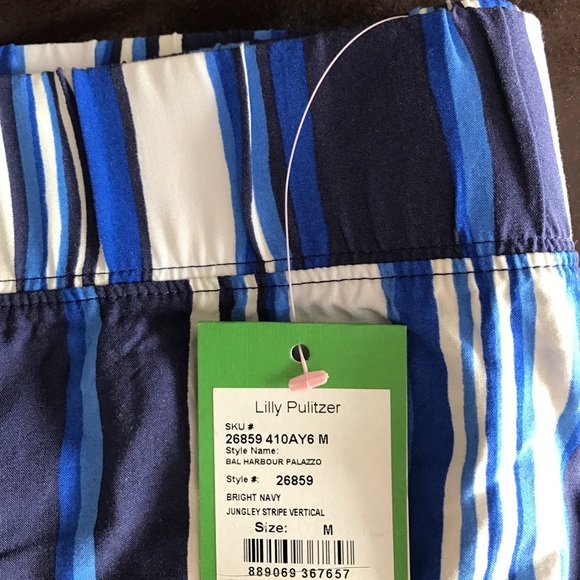 Lilly Pulitzer
SKU #
26859 410AY6 M
Style Name:
BAL HARBOUR PALAZZO
Style #: 26859
BRIGHT NAVY
JUNGLEY STRIPE VERTICAL
Size: M
889069 367657